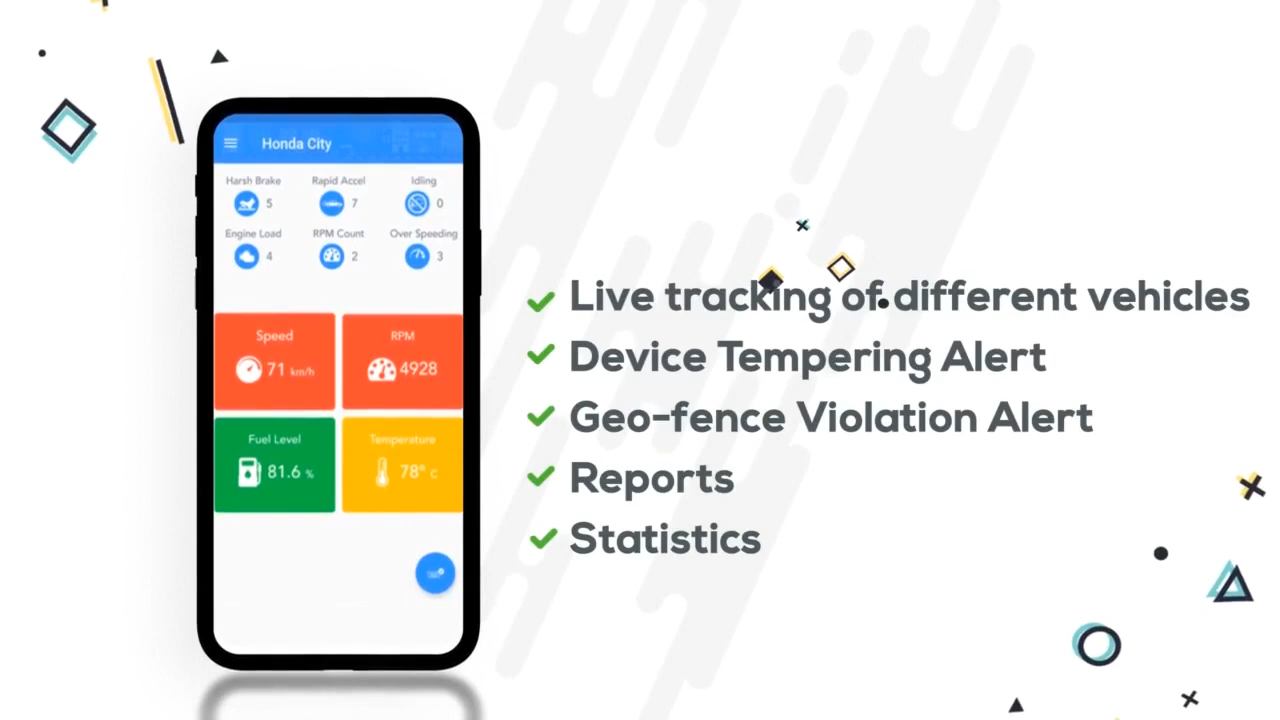 Honda City
Harsh Brake Rapid Accel Idling
5 7 0
Engine Load RPM Count Over Speeding
4 2 3
Speed RPM
71 km/h 4928
Fuel Level Temperature
81.6 % 78° C
Live tracking of different vehicles
Device Tempering Alert
Geo-fence Violation Alert
Reports
Statistics